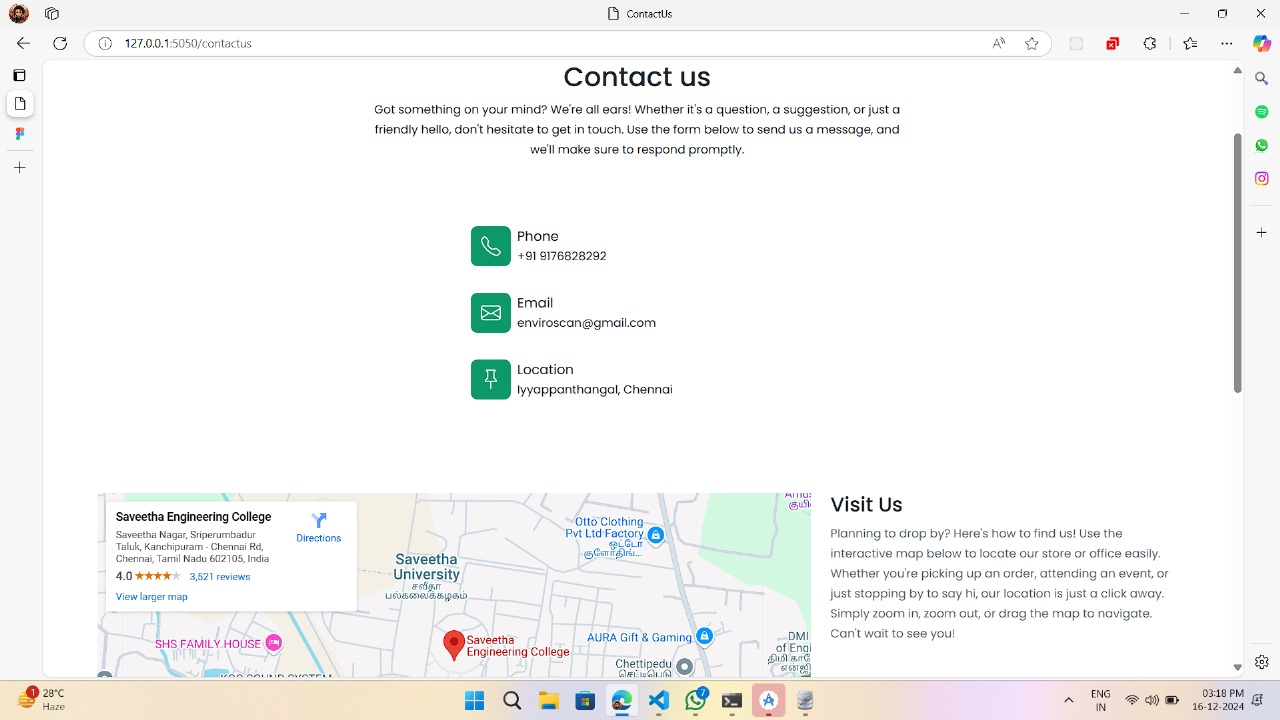 ContactUs
127.0.0.1:5050/contactus
Contact us
Got something on your mind? We're all ears! Whether it's a question, a suggestion, or just a
friendly hello, don't hesitate to get in touch. Use the form below to send us a message, and
we'll make sure to respond promptly.
Phone
+91 9176828292
Email
enviroscan@gmail.com
Location
Iyyappanthangal, Chennai
Saveetha Engineering College
Saveetha Nagar, Sriperumbadur
Taluk, Kanchipuram - Chennai Rd,
Chennai, Tamil Nadu 602105, India
4.0
3,521 reviews
View larger map
Directions
Saveetha
University
சவீதா
பல்கலைக்கழகம்
Otto Clothing
Pvt Ltd Factory
ஒட்டோ
குளோதிங்...
SHS FAMILY HOUSE
Saveetha
Engineering College
AURA Gift & Gaming
Chettipedu
DMI
of Engi
Visit Us
Planning to drop by? Here's how to find us! Use the
interactive map below to locate our store or office easily.
Whether you're picking up an order, attending an event, or
just stopping by to say hi, our location is just a click away.
Simply zoom in, zoom out, or drag the map to navigate.
Can't wait to see you!
1
28°C
Haze
7
ENG
IN
03:18 PM
16-12-2024